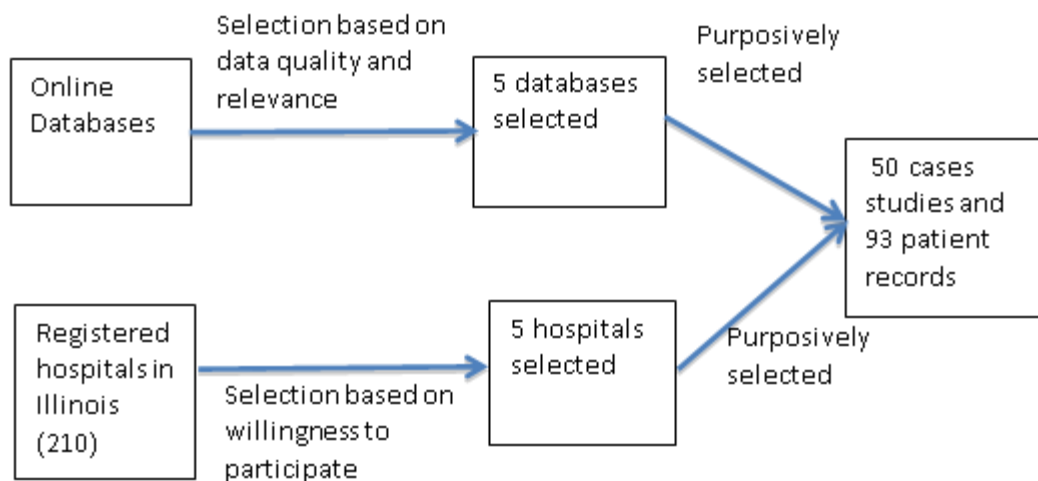 Online
Databases
Selection based on
data quality and
relevance
5 databases
selected
Purposively
selected
50 cases
studies and
93 patient
records
Registered
hospitals in
Illinois
(210)
Selection based on
willingness to
participate
5 hospitals
selected
Purposively
selected